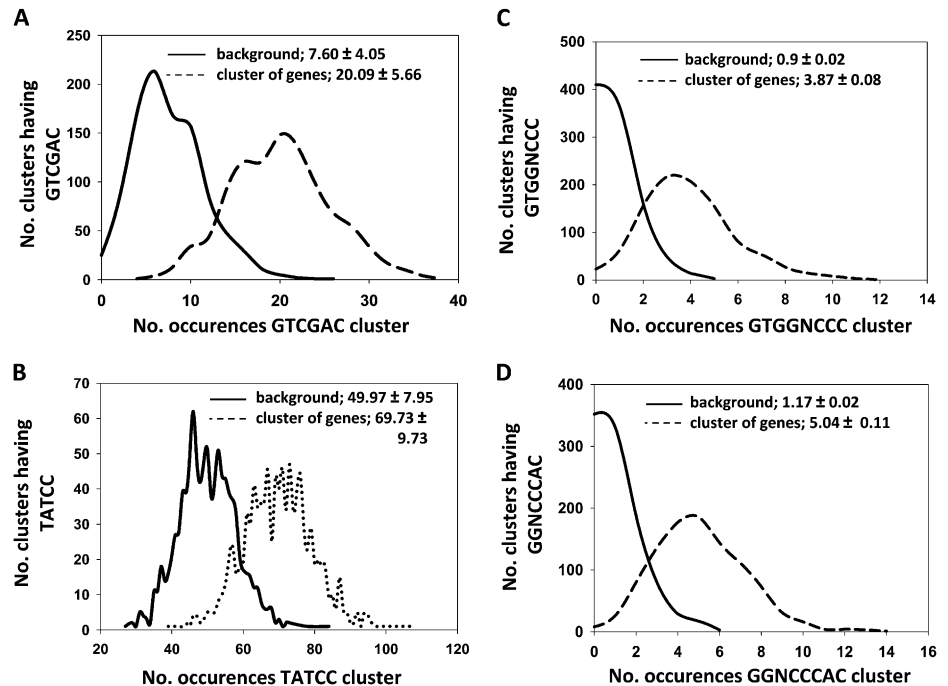 A
250
200
150
100
50
0
0 10 20 30 40
No. clusters having
GTCGAC
background; 7.60 ± 4.05
cluster of genes; 20.09 ± 5.66
No. occurences GTCGAC cluster
C
500
400
300
200
100
0
0 2 4 6 8 10 12 14
No. clusters having
GTGGNCCC
background; 0.9 ± 0.02
cluster of genes; 3.87 ± 0.08
No. occurences GTGGNCCC cluster
B
70
60
50
40
30
20
10
0
20 40 60 80 100 120
No. clusters having
TATCC
background; 49.97 ± 7.95
cluster of genes; 69.73 ±
9.73
No. occurences TATCC cluster
D
400
300
200
100
0
0 2 4 6 8 10 12 14 16
No. clusters having
GGNCCCAC
background; 1.17 ± 0.02
cluster of genes; 5.04 ± 0.11
No. occurences GGNCCCAC cluster